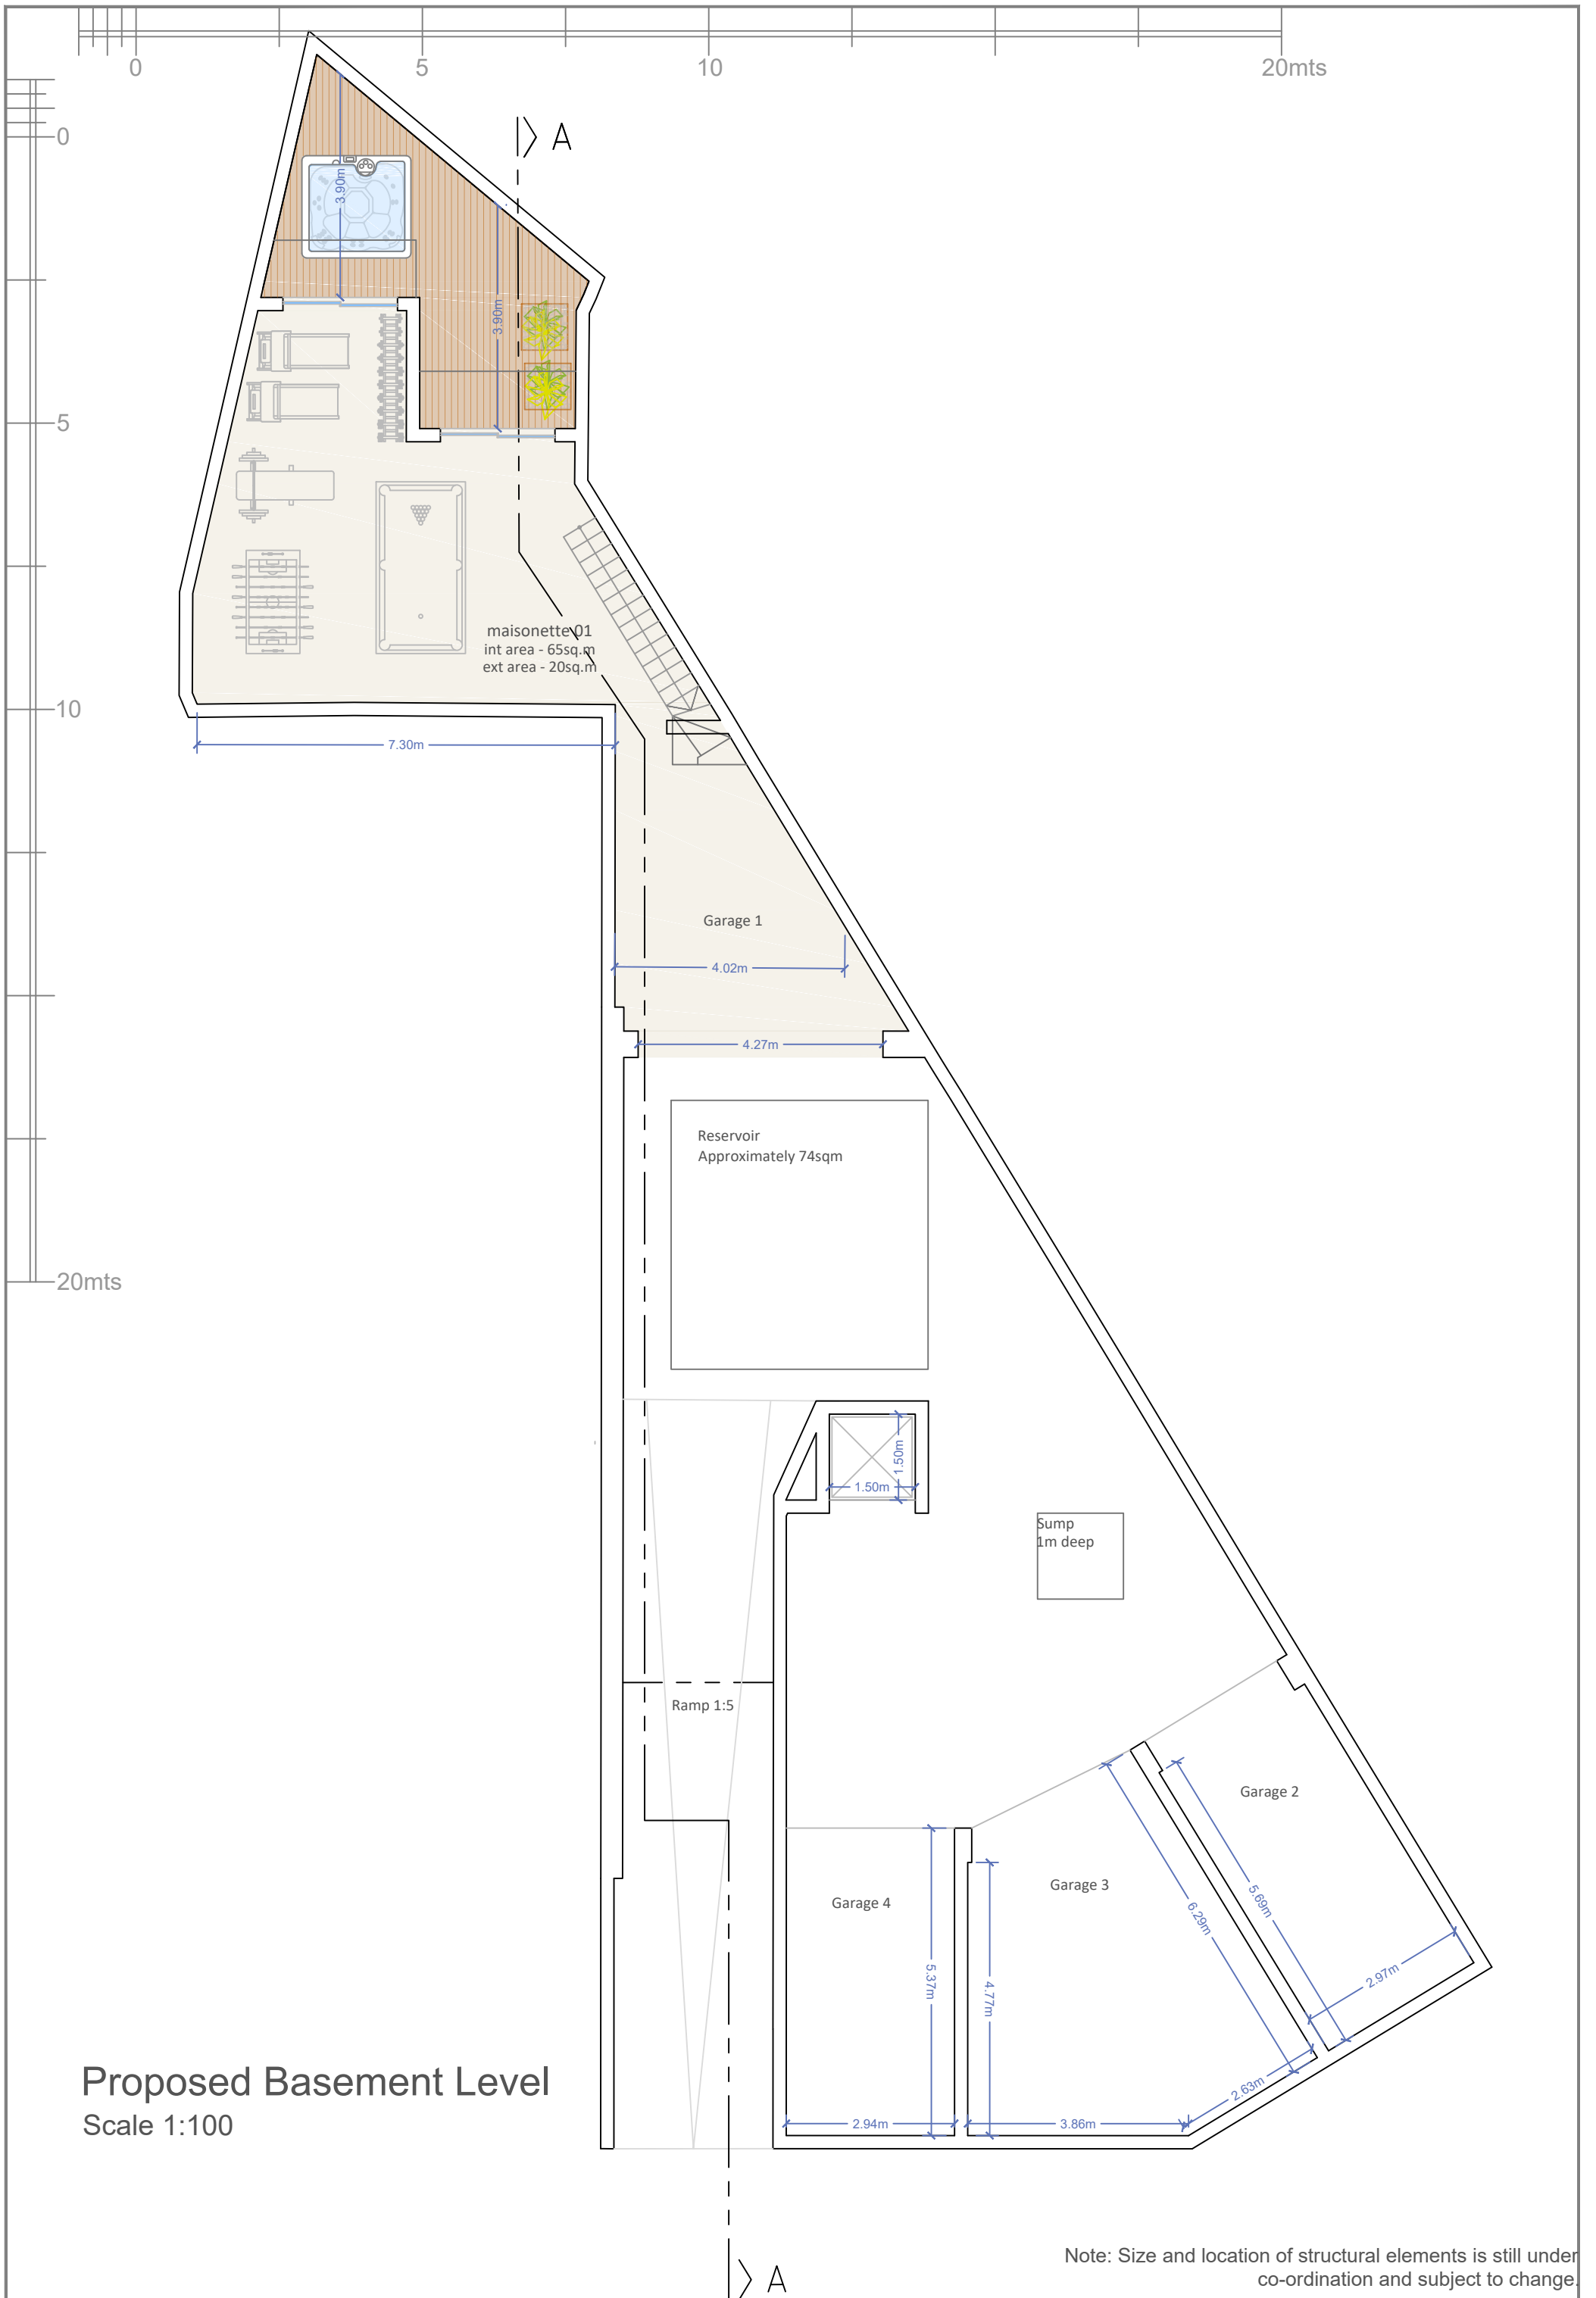 0
5
10
20mts
0
5
10
20mts
A
3.90m
3.90m
maisonette 01
int area - 65sq.m
ext area - 20sq.m
7.30m
Garage 1
4.02m
4.27m
Reservoir
Approximately 74sqm
1.50m
1.50m
Sump
1m deep
Ramp 1:5
Garage 2
Garage 3
Garage 4
5.69m
6.29m
5.37m
4.77m
2.97m
2.63m
2.94m
3.86m
Proposed Basement Level
Scale 1:100
Note: Size and location of structural elements is still under
co-ordination and subject to change.
A